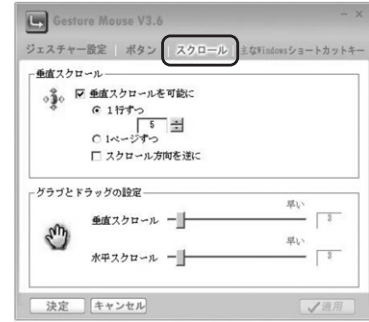 Gesture Mouse V3.6
ジェスチャー設定 ボタン スクロール 主なWindowsショートカットキー
垂直スクロール
垂直スクロールを可能に
1行ずつ
5
1ページずつ
スクロール方向を逆に
グラブとドラッグの設定
早い
垂直スクロール 3
早い
水平スクロール 3
決定 キャンセル 適用